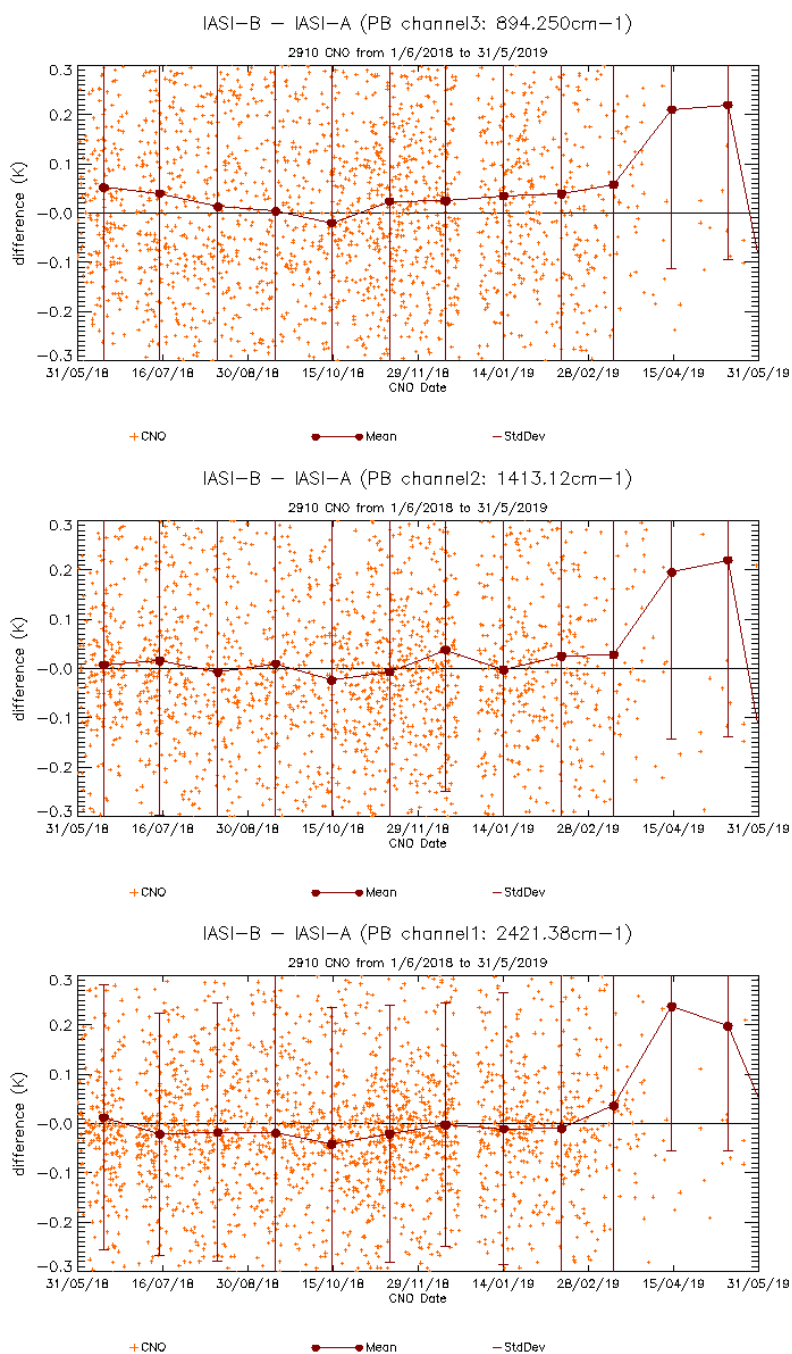 IASI-B - IASI-A (PB channel3: 894.250cm-1)
2910 CNO from 1/6/2018 to 31/5/2019
0.3
0.2
0.1
-0.0
-0.1
-0.2
-0.3
difference (K)
31/05/18 16/07/18 30/08/18 15/10/18 29/11/18 14/01/19 28/02/19 15/04/19 31/05/19
CNO Date
CNO Mean StdDev
IASI-B - IASI-A (PB channel2: 1413.12cm-1)
2910 CNO from 1/6/2018 to 31/5/2019
0.3
0.2
0.1
-0.0
-0.1
-0.2
-0.3
difference (K)
31/05/18 16/07/18 30/08/18 15/10/18 29/11/18 14/01/19 28/02/19 15/04/19 31/05/19
CNO Date
CNO Mean StdDev
IASI-B - IASI-A (PB channel1: 2421.38cm-1)
2910 CNO from 1/6/2018 to 31/5/2019
0.3
0.2
0.1
-0.0
-0.1
-0.2
-0.3
difference (K)
31/05/18 16/07/18 30/08/18 15/10/18 29/11/18 14/01/19 28/02/19 15/04/19 31/05/19
CNO Date
CNO Mean StdDev